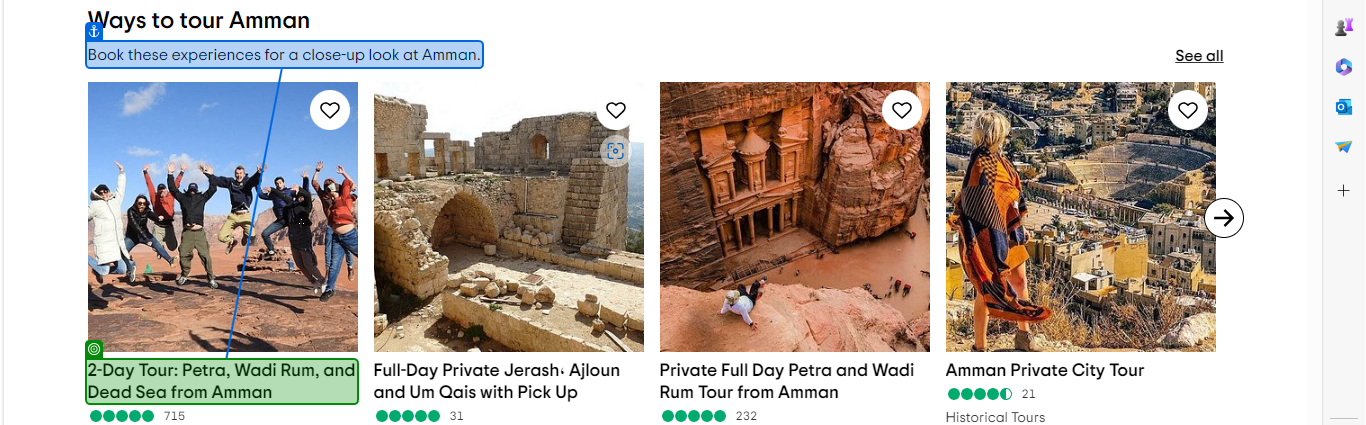 Ways to tour Amman
Book these experiences for a close-up look at Amman.
See all
2-Day Tour: Petra, Wadi Rum, and
Dead Sea from Amman
715
Full-Day Private Jerash، Ajloun
and Um Qais with Pick Up
31
Private Full Day Petra and Wadi
Rum Tour from Amman
232
Amman Private City Tour
21
Historical Tours